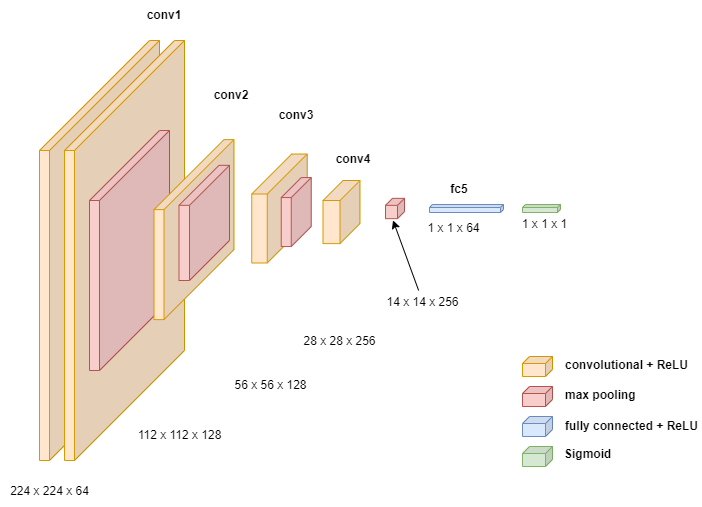 conv1
conv2
conv3
conv4
fc5
1 x 1 x 64
1 x 1 x 1
14 x 14 x 256
28 x 28 x 256
56 x 56 x 128
112 x 112 x 128
224 x 224 x 64
convolutional + ReLU
max pooling
fully connected + ReLU
Sigmoid